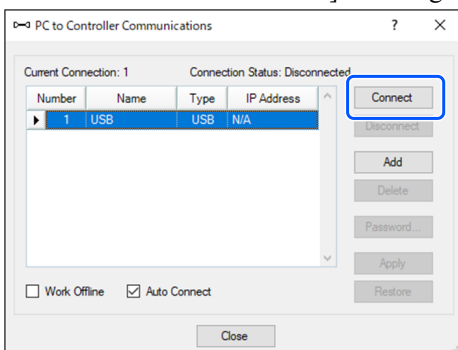 PC to Controller Communications ? ×
Current Connection: 1 Connection Status: Disconnected
Number Name Type IP Address
1 USB USB N/A
Connect
Disconnect
Add
Delete
Password...
Apply
Restore
Work Offline Auto Connect
Close